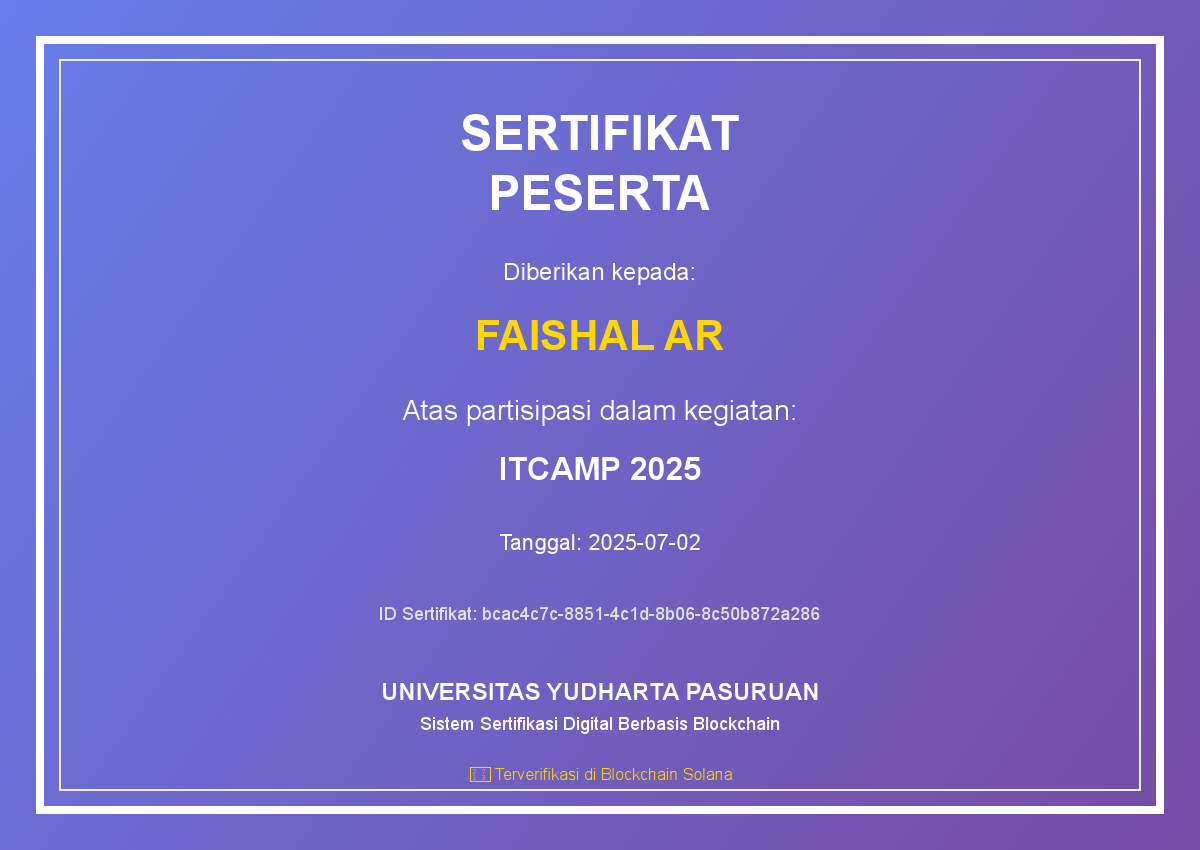 SERTIFIKAT
PESERTA
Diberikan kepada:
FAISHAL AR
Atas partisipasi dalam kegiatan:
ITCAMP 2025
Tanggal: 2025-07-02
ID Sertifikat: bcac4c7c-8851-4c1d-8b06-8c50b872a286
UNIVERSITAS YUDHARTA PASURUAN
Sistem Sertifikasi Digital Berbasis Blockchain
Terverifikasi di Blockchain Solana